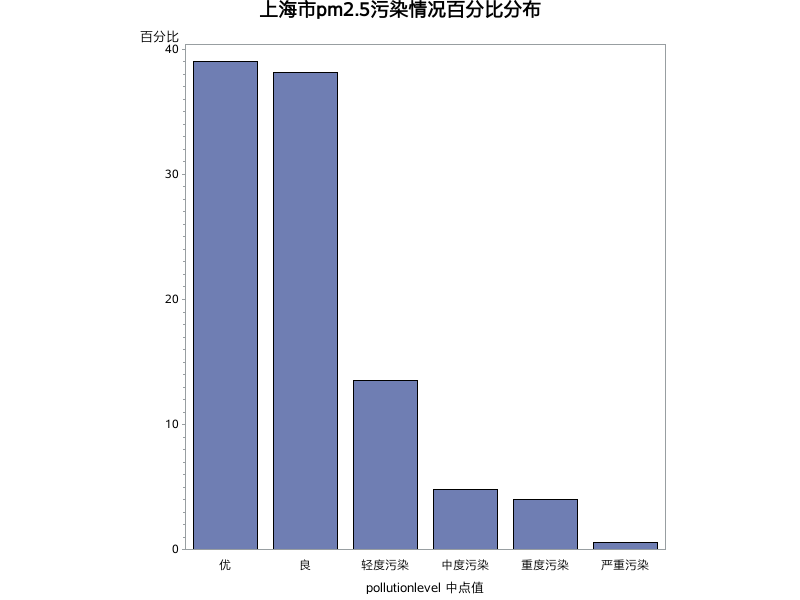 上海市pm2.5污染情况百分比分布
百分比
40
30
20
10
0
优 良 轻度污染 中度污染 重度污染 严重污染
pollutionlevel 中点值